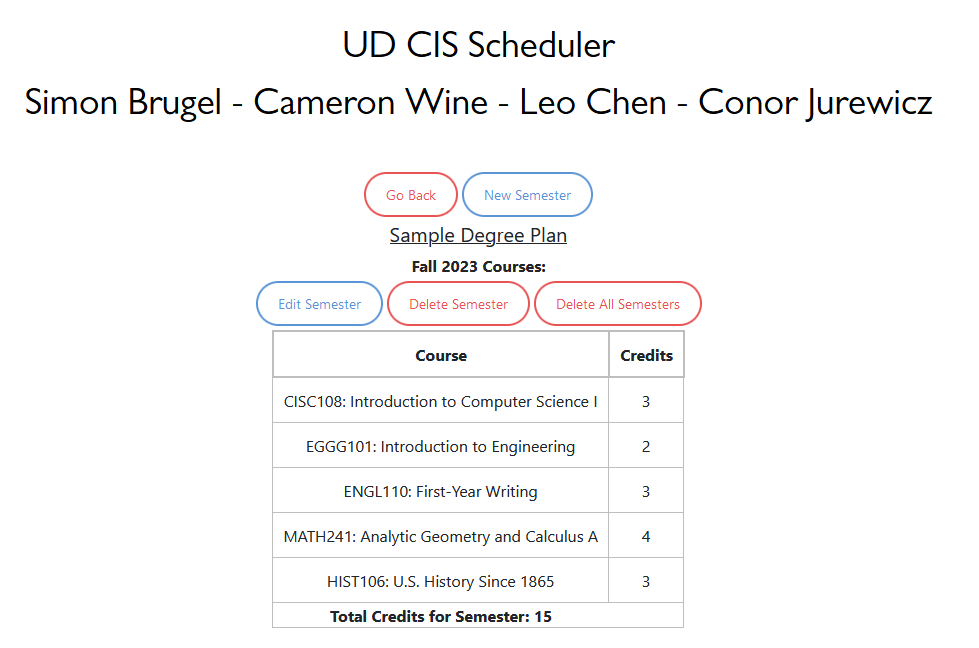 UD CIS Scheduler
Simon Brugel - Cameron Wine - Leo Chen - Conor Jurewicz
Go Back New Semester
Sample Degree Plan
Fall 2023 Courses:
Edit Semester Delete Semester Delete All Semesters
Course Credits
CISC108: Introduction to Computer Science I 3
EGGG101: Introduction to Engineering 2
ENGL110: First-Year Writing 3
MATH241: Analytic Geometry and Calculus A 4
HIST106: U.S. History Since 1865 3
Total Credits for Semester: 15